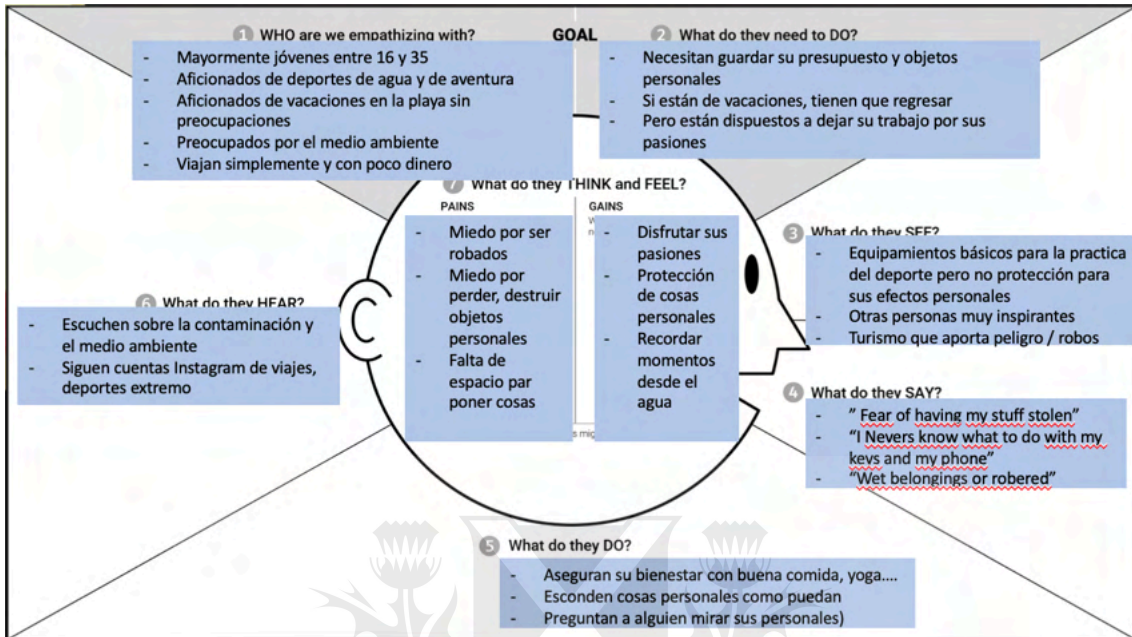 1 WHO are we empathizing with?
- Mayormente jóvenes entre 16 y 35
- Aficionados de deportes de agua y de aventura
- Aficionados de vacaciones en la playa sin
preocupaciones
- Preocupados por el medio ambiente
- Viajan simplemente y con poco dinero
GOAL
2 What do they need to DO?
- Necesitan guardar su presupuesto y objetos
personales
- Si están de vacaciones, tienen que regresar
- Pero están dispuestos a dejar su trabajo por sus
pasiones
7 What do they THINK and FEEL?
PAINS
- Miedo por ser
robados
- Miedo por
perder, destruir
objetos
personales
- Falta de
espacio par
poner cosas
GAINS
- Disfrutar sus
pasiones
- Protección
de cosas
personales
- Recordar
momentos
desde el
agua
3 What do they SEE?
- Equipamientos básicos para la practica
del deporte pero no protección para
sus efectos personales
- Otras personas muy inspirantes
- Turismo que aporta peligro / robos
6 What do they HEAR?
- Escuchen sobre la contaminación y
el medio ambiente
- Siguen cuentas Instagram de viajes,
deportes extremo
4 What do they SAY?
- ” Fear of having my stuff stolen”
- “I Nevers know what to do with my
keys and my phone”
- “Wet belongings or robered”
5 What do they DO?
- Aseguran su bienestar con buena comida, yoga....
- Esconden cosas personales como puedan
- Preguntan a alguien mirar sus personales)